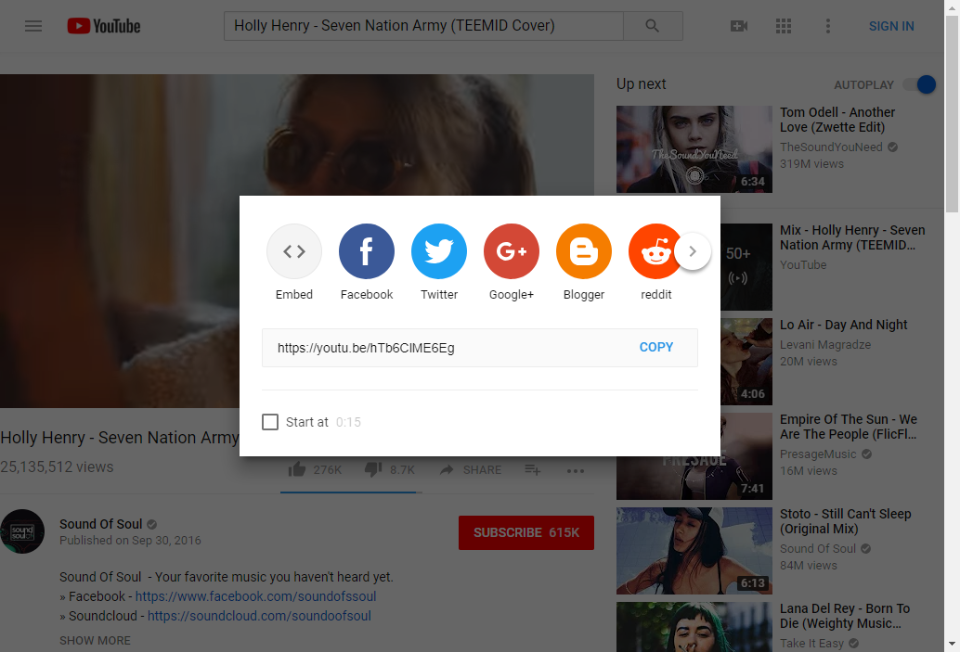 YouTube
Holly Henry - Seven Nation Army (TEEMID Cover)
SIGN IN
Up next
AUTOPLAY
TheSoundYouNeed
6:34
Tom Odell - Another
Love (Zwette Edit)
TheSoundYouNeed
319M views
50+
Mix - Holly Henry - Seven
Nation Army (TEEMID...
YouTube
4:06
Lo Air - Day And Night
Levani Magradze
20M views
PRESAGE
7:41
Empire Of The Sun - We
Are The People (FlicFl...
PresageMusic
16M views
6:13
Stoto - Still Can't Sleep
(Original Mix)
Sound Of Soul
84M views
Lana Del Rey - Born To
Die (Weighty Music...
Take It Easy
Embed
Facebook
Twitter
Google+
Blogger
reddit
https://youtu.be/hTb6ClME6Eg
COPY
Start at 0:15
Holly Henry - Seven Nation Army
25,135,512 views
276K
8.7K
SHARE
sound of soul
Sound Of Soul
Published on Sep 30, 2016
SUBSCRIBE 615K
Sound Of Soul - Your favorite music you haven't heard yet.
» Facebook - https://www.facebook.com/soundofssoul
» Soundcloud - https://soundcloud.com/soundoofsoul
SHOW MORE